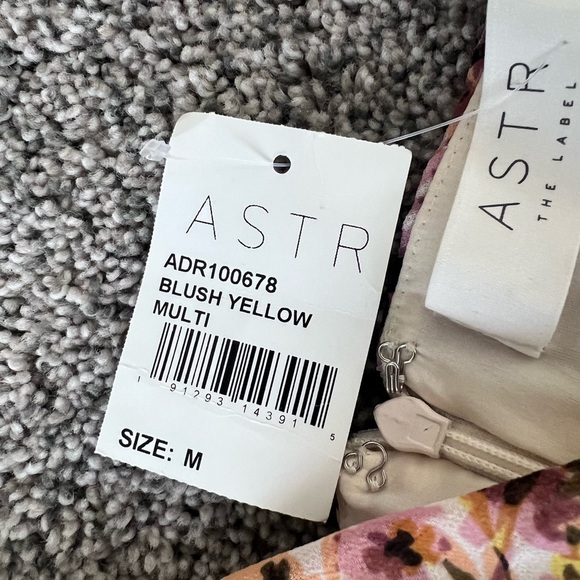 ASTR
ADR100678
BLUSH YELLOW
MULTI
1 91293 14391 5
SIZE: M
ASTR
THE LABEL